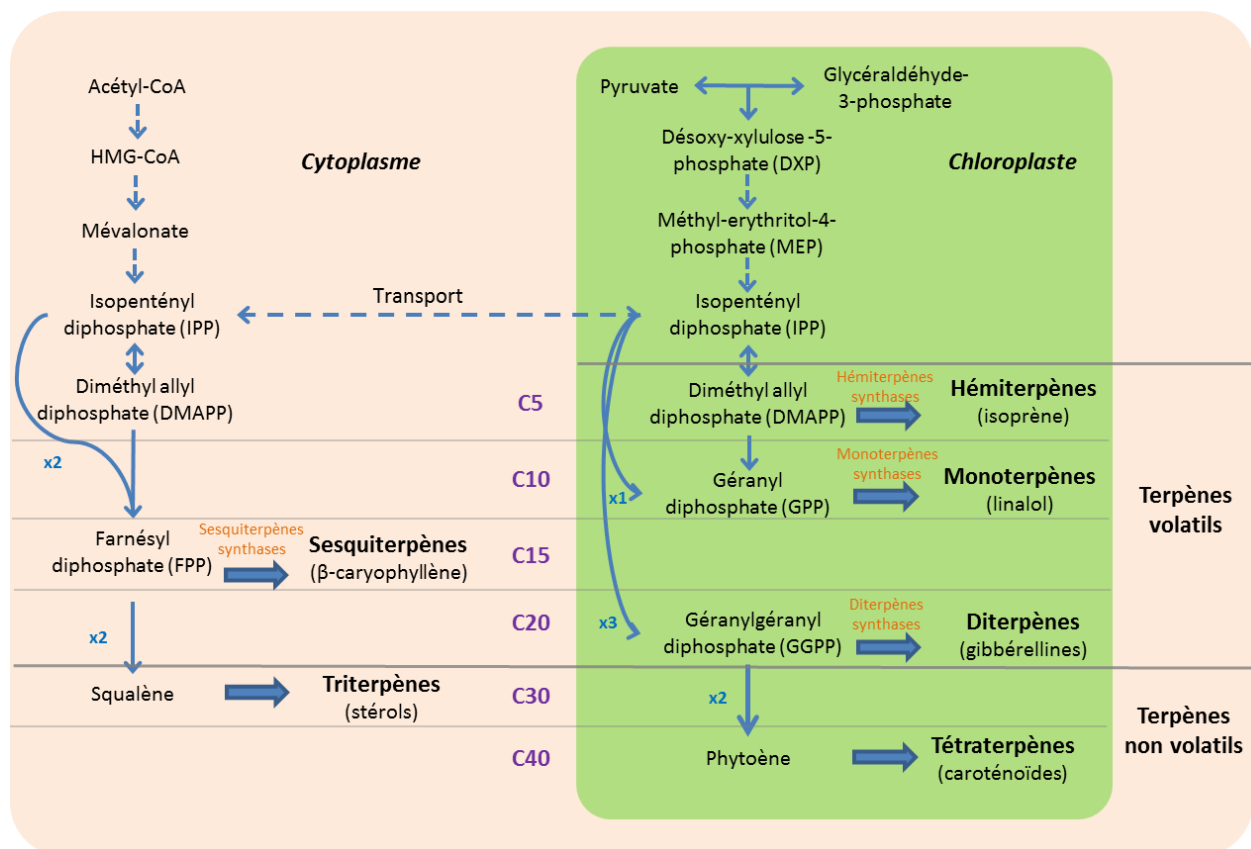 Acétyl-CoA
HMG-CoA
Mévalonate
Isopentényl
diphosphate (IPP)
Diméthyl allyl
diphosphate (DMAPP)
x2
Farnésyl
diphosphate (FPP)
Sesquiterpènes
synthases
Sesquiterpènes
(β-caryophyllène)
x2
Squalène
Triterpènes
(stérols)
Cytoplasme
Transport
C5
C10
C15
C20
C30
C40
Pyruvate
Glycéraldéhyde-
3-phosphate
Désoxy-xylulose -5-
phosphate (DXP)
Chloroplaste
Méthyl-erythritol-4-
phosphate (MEP)
Isopentényl
diphosphate (IPP)
Diméthyl allyl
diphosphate (DMAPP)
Hémiterpènes
synthases
Hémiterpènes
(isoprène)
x1
Géranyl
diphosphate (GPP)
Monoterpènes
synthases
Monoterpènes
(linalol)
x3
Géranylgéranyl
diphosphate (GGPP)
Diterpènes
synthases
Diterpènes
(gibbérellines)
x2
Phytoène
Tétraterpènes
(caroténoïdes)
Terpènes
volatils
Terpènes
non volatils